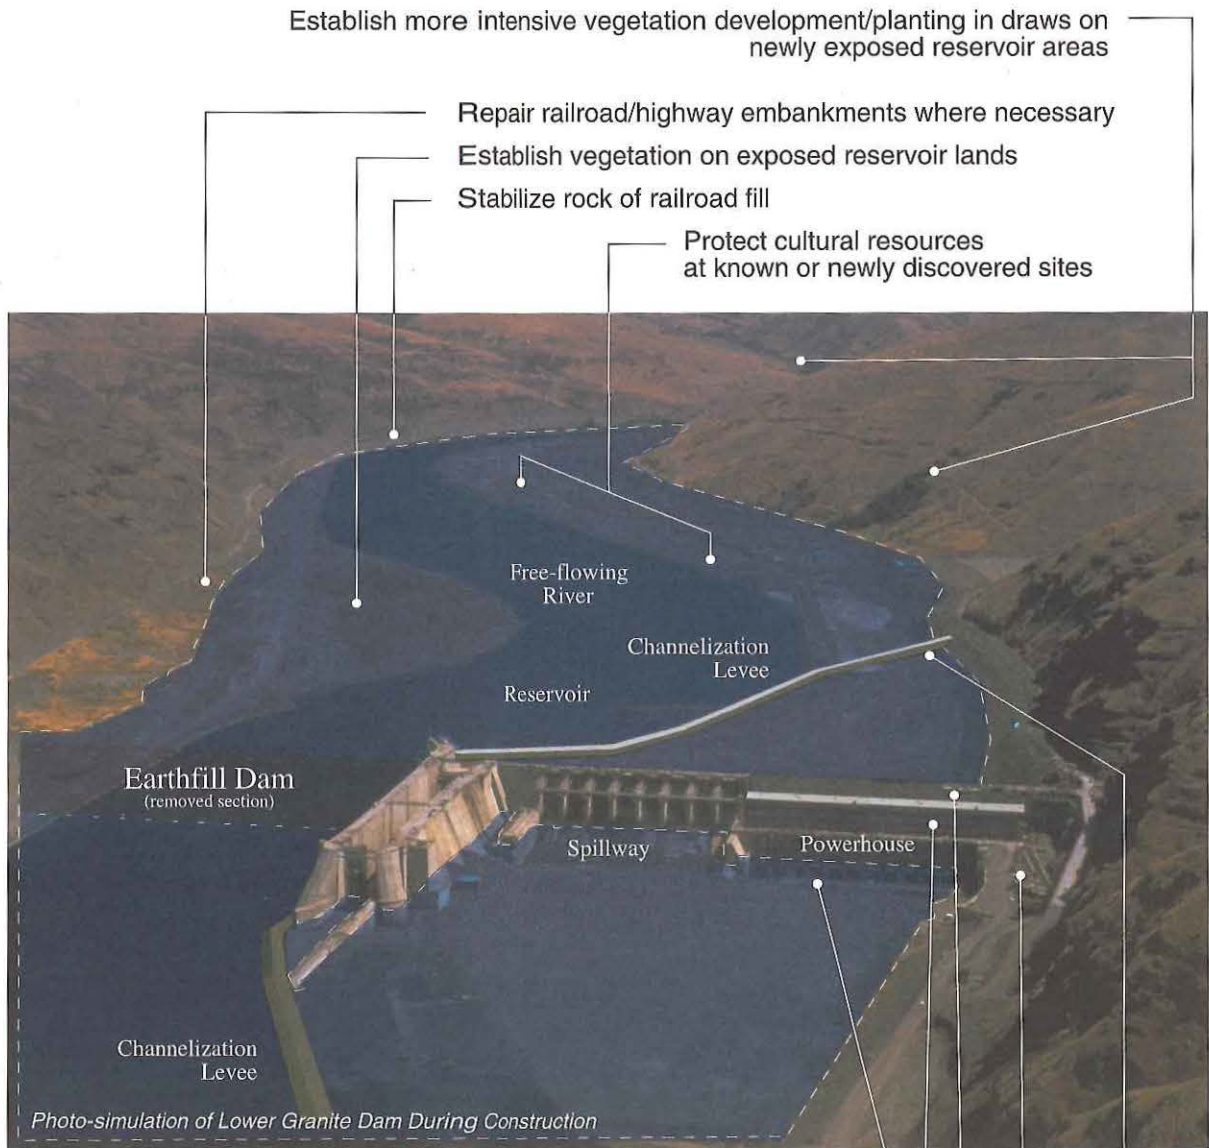 Establish more intensive vegetation development/planting in draws on
newly exposed reservoir areas
Repair railroad/highway embankments where necessary
Establish vegetation on exposed reservoir lands
Stabilize rock of railroad fill
Protect cultural resources
at known or newly discovered sites
Free-flowing
River
Channelization
Levee
Reservoir
Earthfill Dam
(removed section)
Spillway
Powerhouse
Channelization
Levee
Photo-simulation of Lower Granite Dam During Construction